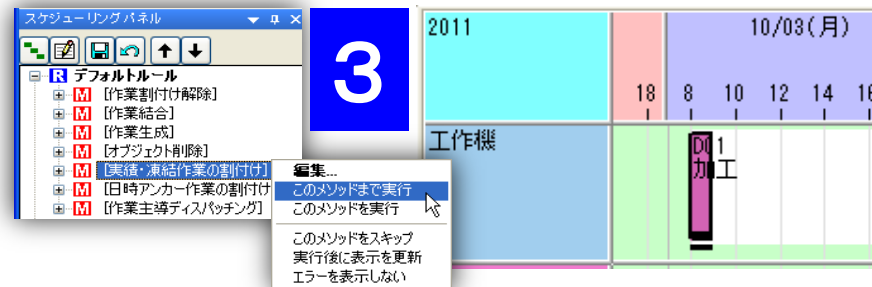 スケジューリングパネル
デフォルトルール
[作業割付け解除]
[作業結合]
[作業生成]
[オブジェクト削除]
[実績・凍結作業の割付け]
[日時アンカー作業の割付け
[作業主導ディスパッチング]
編集...
このメソッドまで実行
このメソッドを実行
このメソッドをスキップ
実行後に表示を更新
エラーを表示しない
3
2011
10/03(月)
18 8 10 12 14 16
工作機
1
加 工